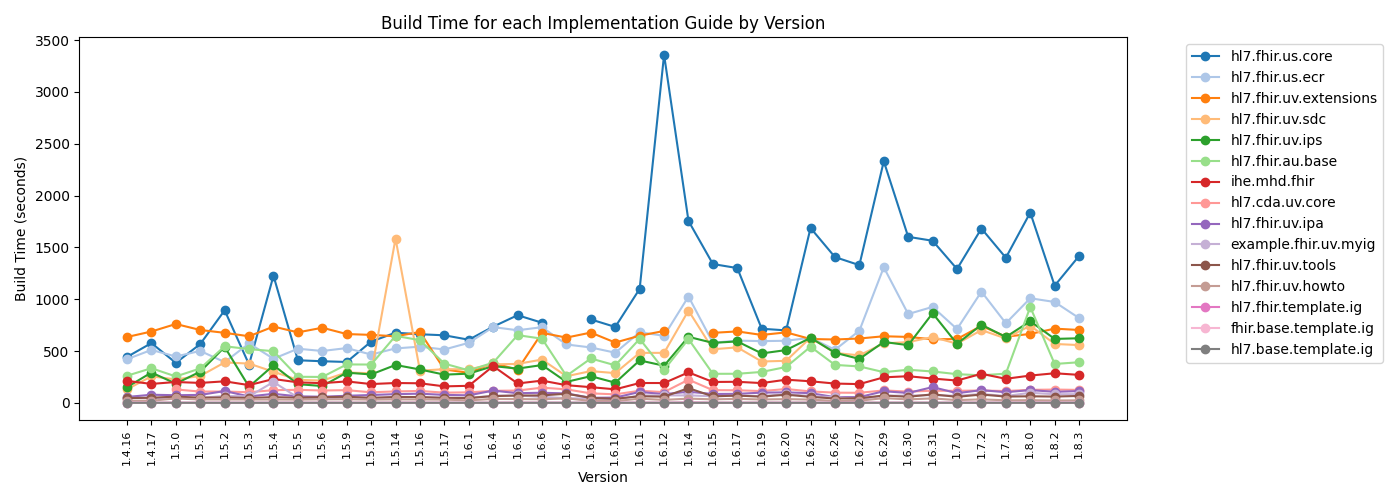 Build Time for each Implementation Guide by Version
Build Time (seconds)
3500
3000
2500
2000
1500
1000
500
0
1.4.16
1.4.17
1.5.0
1.5.1
1.5.2
1.5.3
1.5.4
1.5.5
1.5.6
1.5.9
1.5.10
1.5.14
1.5.16
1.5.17
1.6.1
1.6.4
1.6.5
1.6.6
1.6.7
1.6.8
1.6.10
1.6.11
1.6.12
1.6.14
1.6.15
1.6.17
1.6.19
1.6.20
1.6.25
1.6.26
1.6.27
1.6.29
1.6.30
1.6.31
1.7.0
1.7.2
1.7.3
1.8.0
1.8.2
1.8.3
Version
hl7.fhir.us.core
hl7.fhir.us.ecr
hl7.fhir.uv.extensions
hl7.fhir.uv.sdc
hl7.fhir.uv.ips
hl7.fhir.au.base
ihe.mhd.fhir
hl7.cda.uv.core
hl7.fhir.uv.ipa
example.fhir.uv.myig
hl7.fhir.uv.tools
hl7.fhir.uv.howto
hl7.fhir.template.ig
fhir.base.template.ig
hl7.base.template.ig